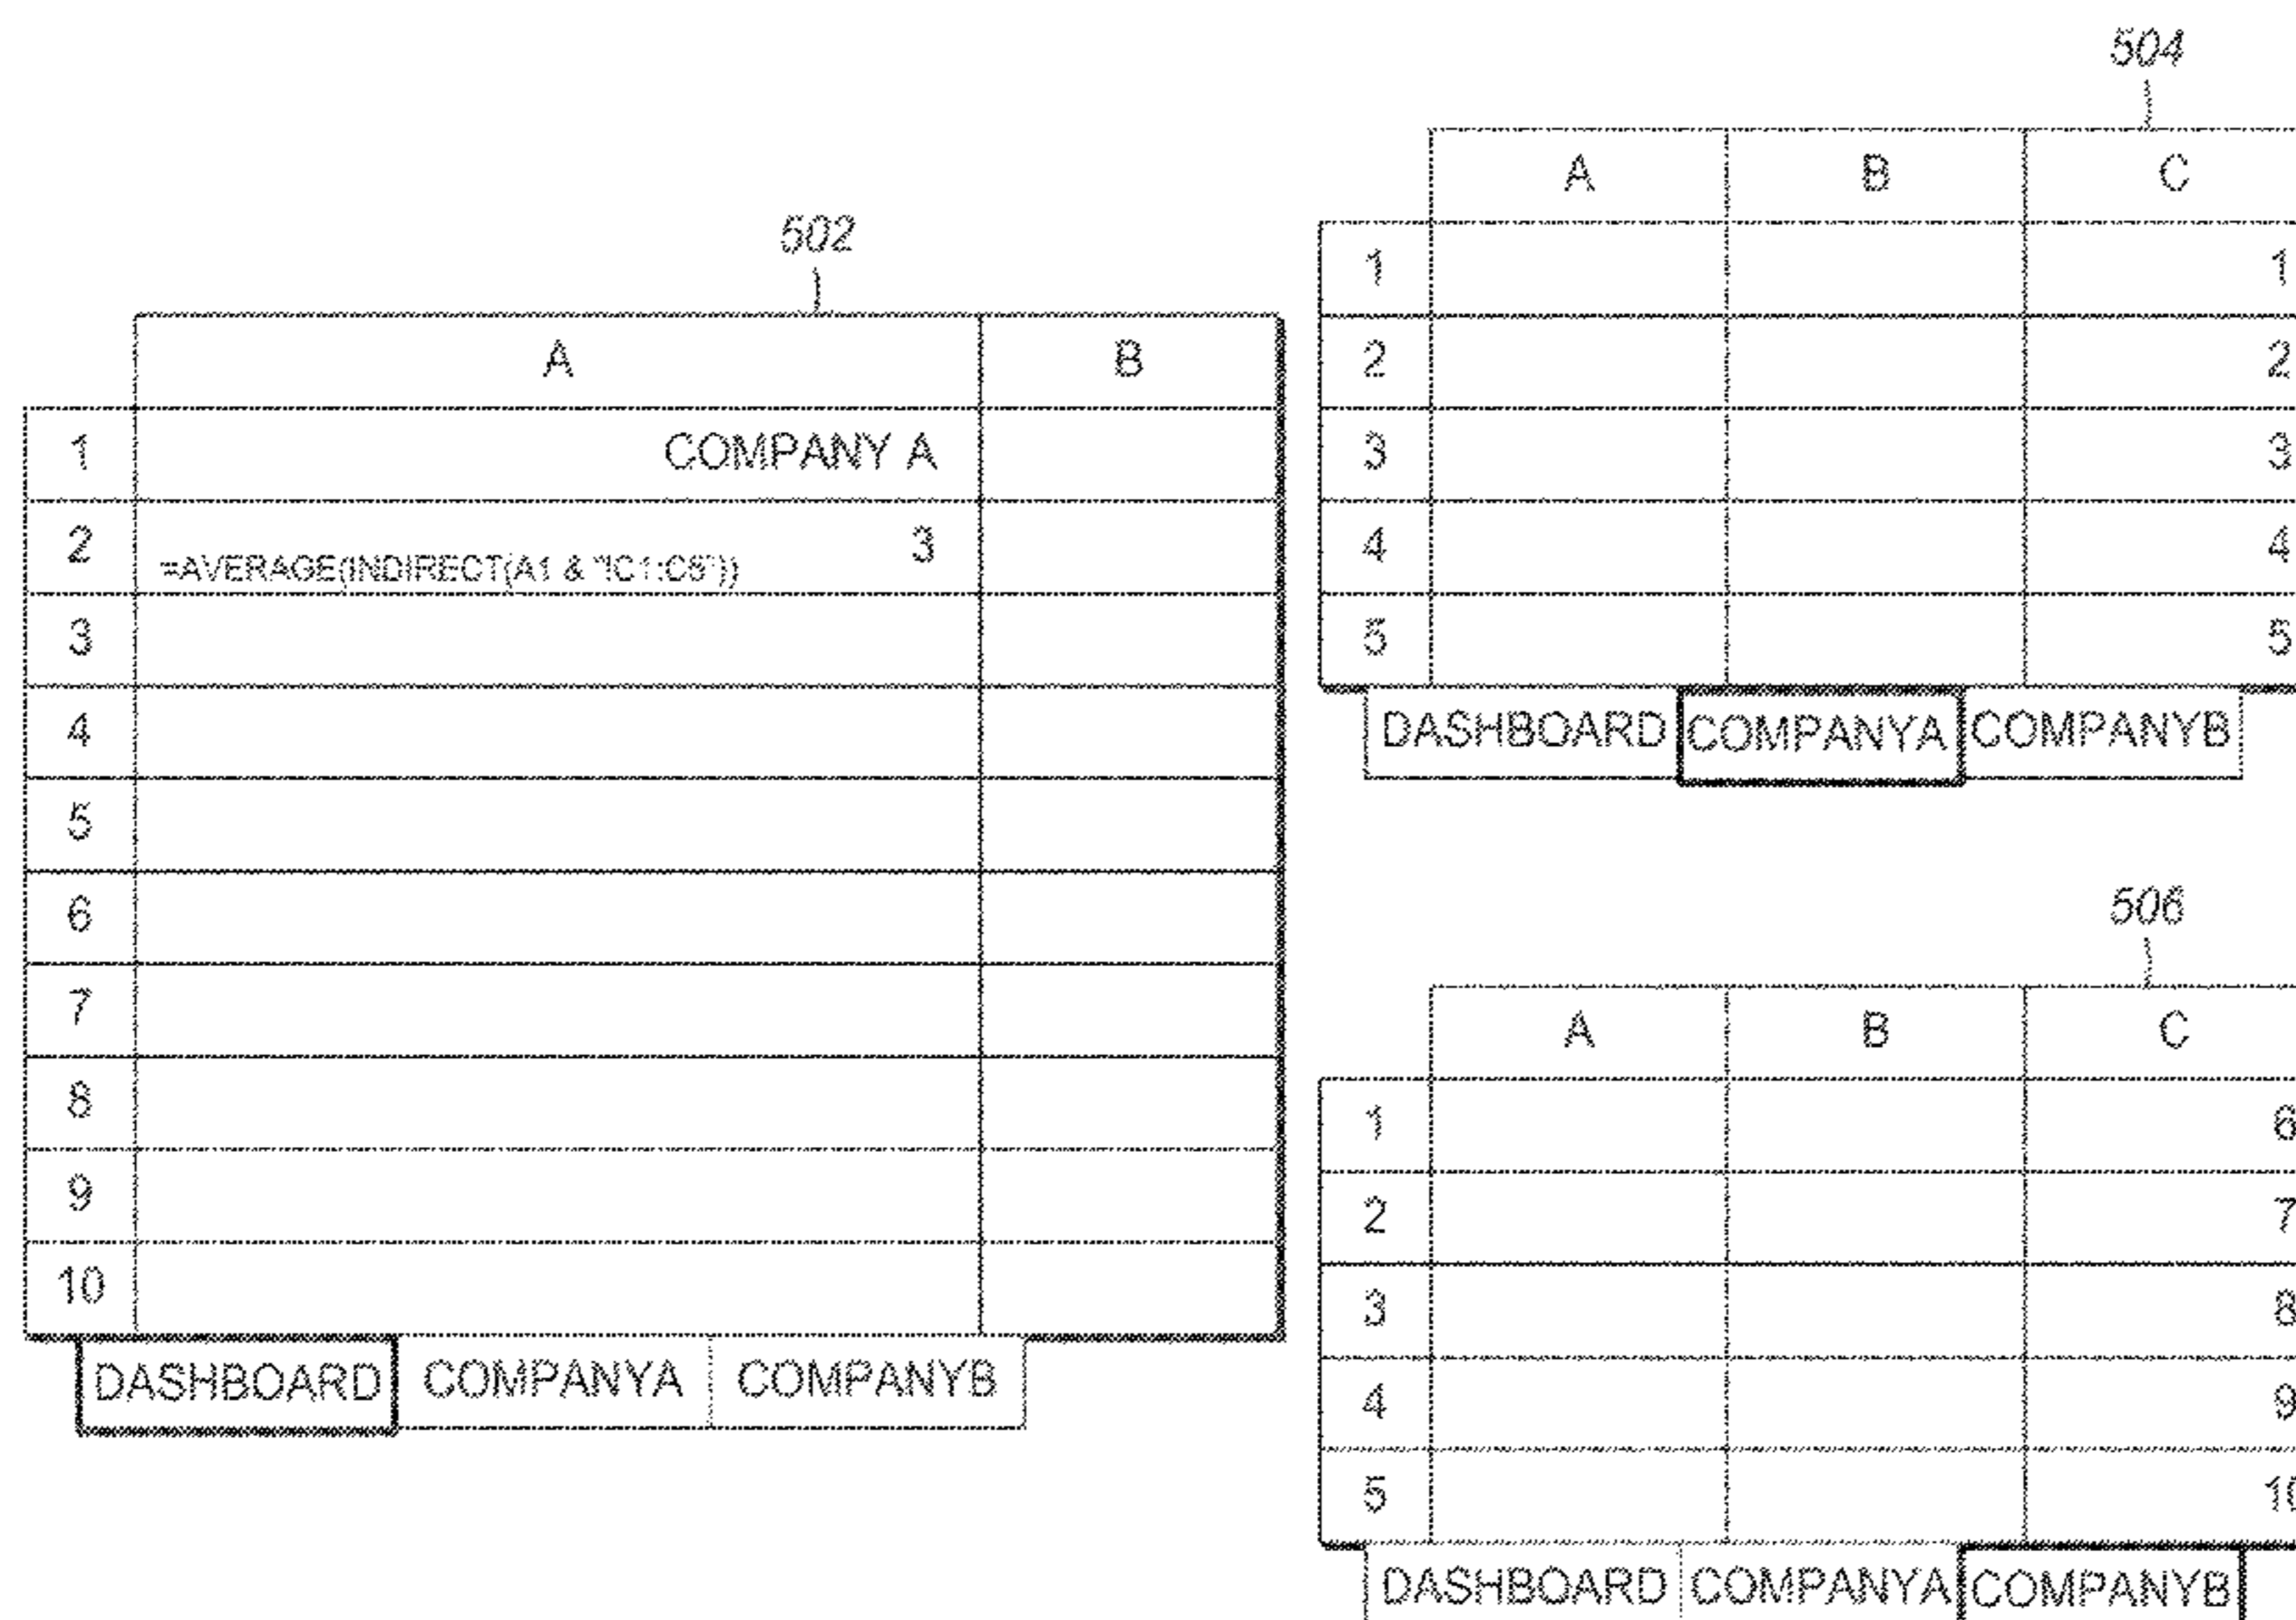 502
A B
1 COMPANY A
2 3
=AVERAGE(INDIRECT(A1 & "!C1:C5"))
3
4
5
6
7
8
9
10
DASHBOARD COMPANYA COMPANYB
504
A B C
1 1
2 2
3 3
4 4
5 5
DASHBOARD COMPANYA COMPANYB
506
A B C
1 6
2 7
3 8
4 9
5 10
DASHBOARD COMPANYA COMPANYB